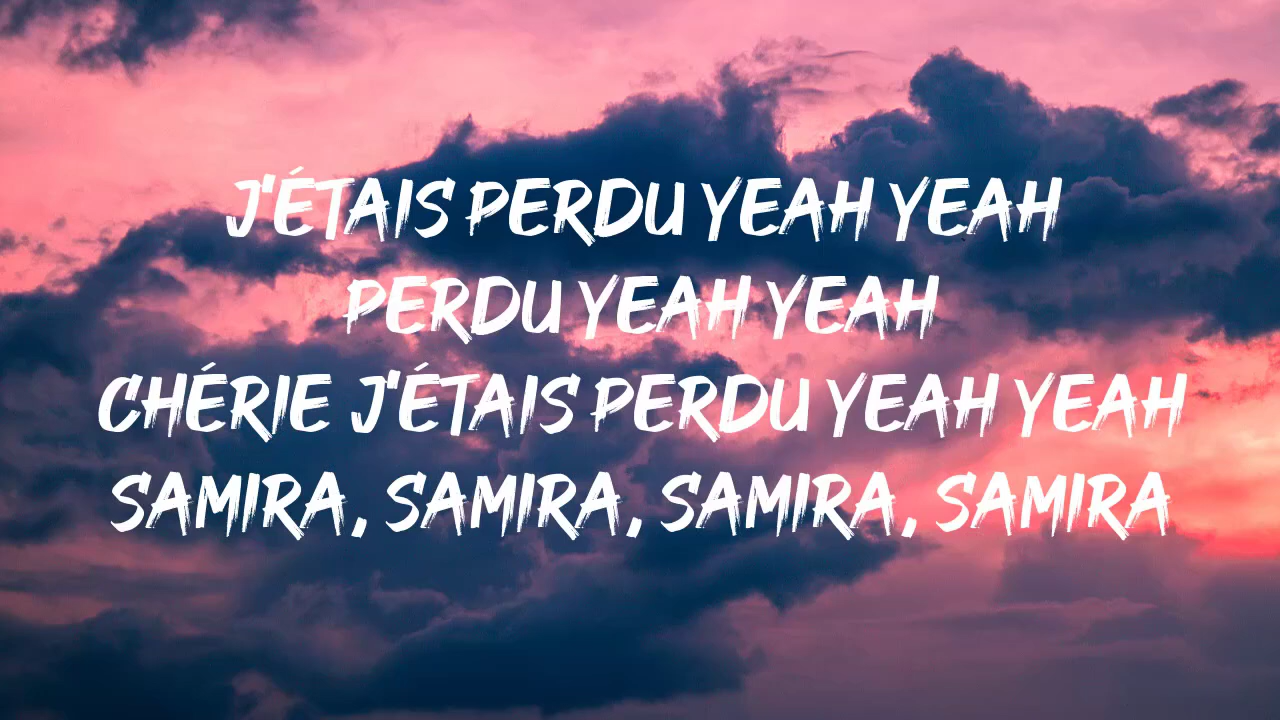 J'ÉTAIS PERDU YEAH YEAH
PERDU YEAH YEAH
CHÉRIE J'ÉTAIS PERDU YEAH YEAH
SAMIRA, SAMIRA, SAMIRA, SAMIRA